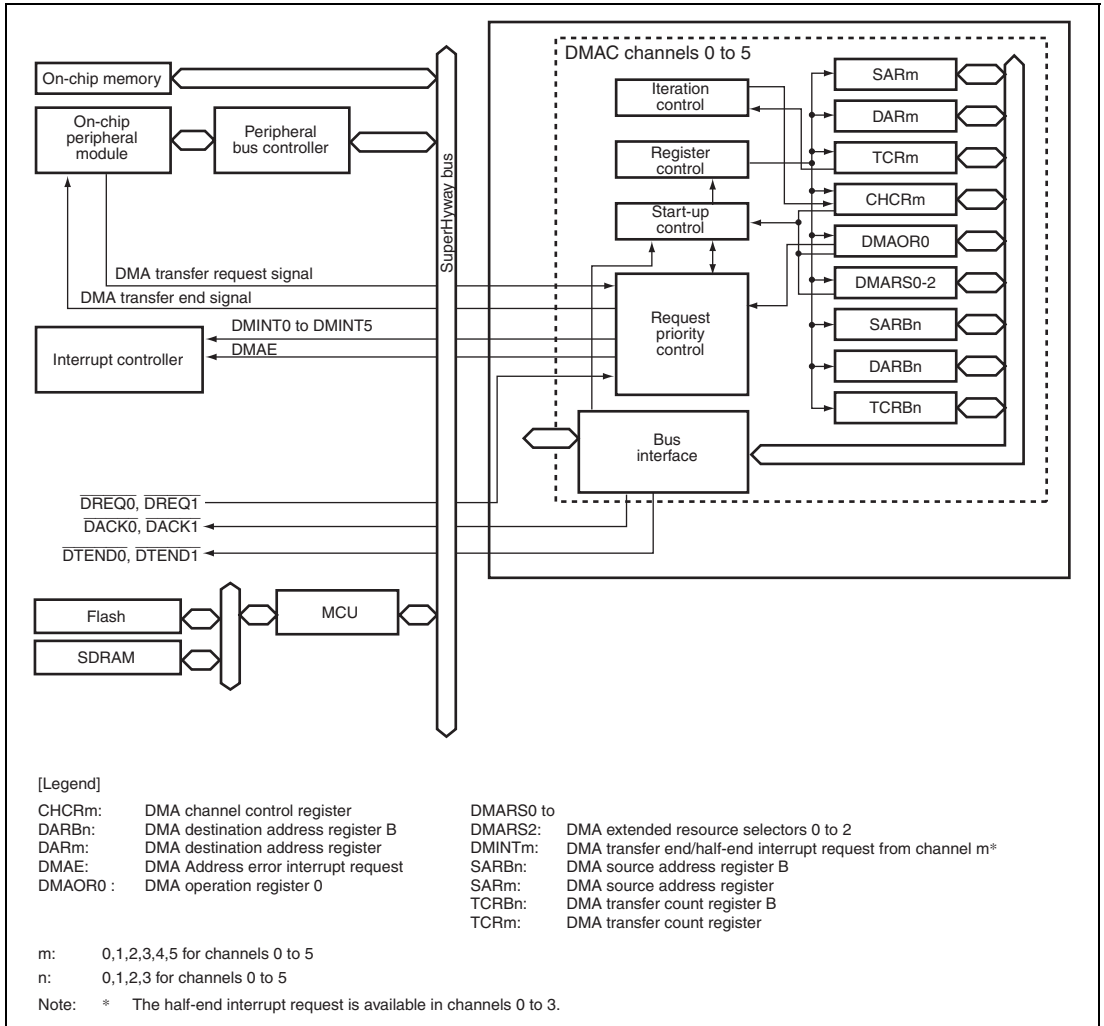 DMAC channels 0 to 5
On-chip memory
On-chip
peripheral
module
Peripheral
bus controller
SuperHyway bus
Iteration
control
Register
control
Start-up
control
Request
priority
control
Bus
interface
SARm
DARm
TCRm
CHCRm
DMAOR0
DMARS0-2
SARBn
DARBn
TCRBn
DMA transfer request signal
DMA transfer end signal
DMINT0 to DMINT5
DMAE
Interrupt controller
DREQ0, DREQ1
DACK0, DACK1
DTEND0, DTEND1
Flash
SDRAM
MCU
[Legend]
CHCRm: DMA channel control register
DARBn: DMA destination address register B
DARm: DMA destination address register
DMAE: DMA Address error interrupt request
DMAOR0 : DMA operation register 0
DMARS0 to
DMARS2: DMA extended resource selectors 0 to 2
DMINTm: DMA transfer end/half-end interrupt request from channel m*
SARBn: DMA source address register B
SARm: DMA source address register
TCRBn: DMA transfer count register B
TCRm: DMA transfer count register
m: 0,1,2,3,4,5 for channels 0 to 5
n: 0,1,2,3 for channels 0 to 5
Note: * The half-end interrupt request is available in channels 0 to 3.